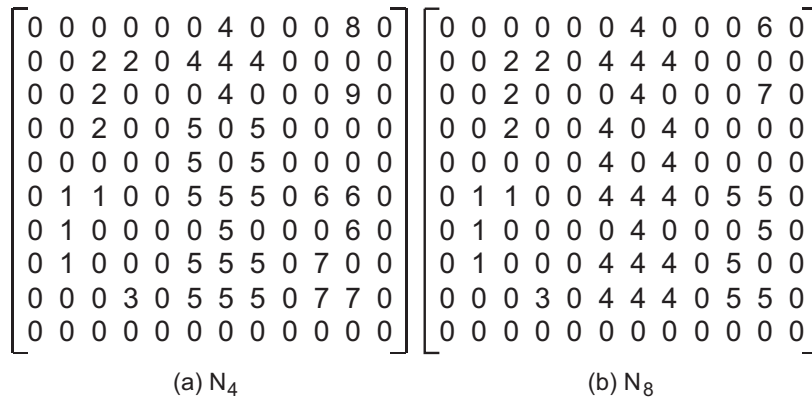 0 0 0 0 0 0 4 0 0 0 8 0
0 0 2 2 0 4 4 4 0 0 0 0
0 0 2 0 0 0 4 0 0 0 9 0
0 0 2 0 0 5 0 5 0 0 0 0
0 0 0 0 0 5 0 5 0 0 0 0
0 1 1 0 0 5 5 5 0 6 6 0
0 1 0 0 0 0 5 0 0 0 6 0
0 1 0 0 0 5 5 5 0 7 0 0
0 0 0 3 0 5 5 5 0 7 7 0
0 0 0 0 0 0 0 0 0 0 0 0
(a) N4
0 0 0 0 0 0 4 0 0 0 6 0
0 0 2 2 0 4 4 4 0 0 0 0
0 0 2 0 0 0 4 0 0 0 7 0
0 0 2 0 0 4 0 4 0 0 0 0
0 0 0 0 0 4 0 4 0 0 0 0
0 1 1 0 0 4 4 4 0 5 5 0
0 1 0 0 0 0 4 0 0 0 5 0
0 1 0 0 0 4 4 4 0 5 0 0
0 0 0 3 0 4 4 4 0 5 5 0
0 0 0 0 0 0 0 0 0 0 0 0
(b) N8